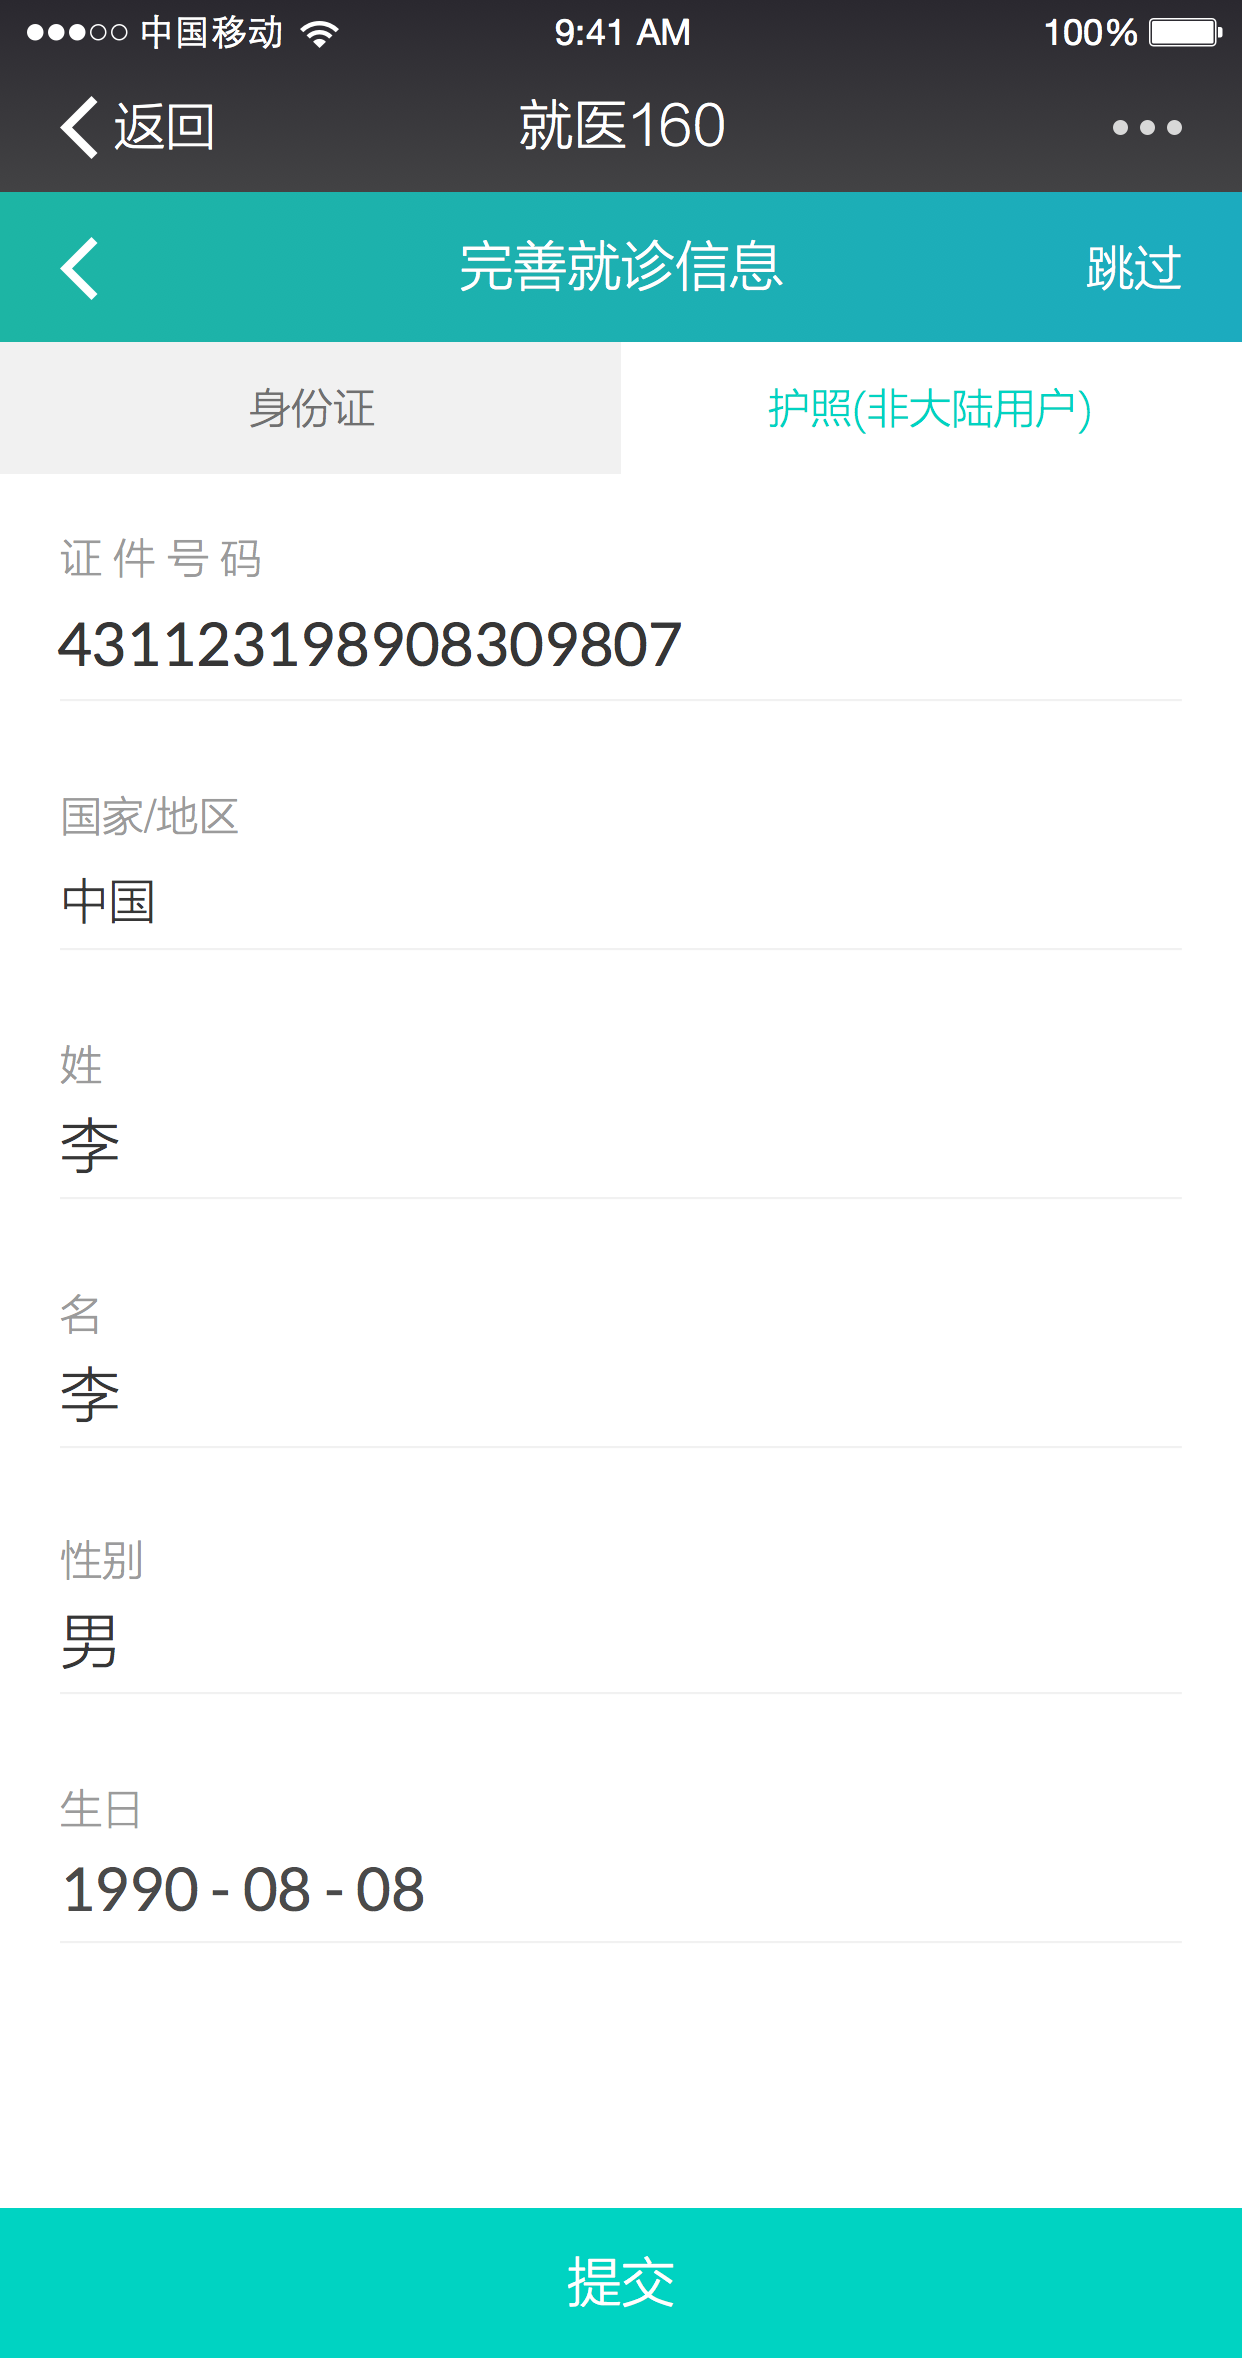 中国移动 9:41 AM 100%
返回 就医160
完善就诊信息 跳过
身份证 护照(非大陆用户)
证件号码
431123198908309807
国家/地区
中国
姓
李
名
李
性别
男
生日
1990 - 08 - 08
提交